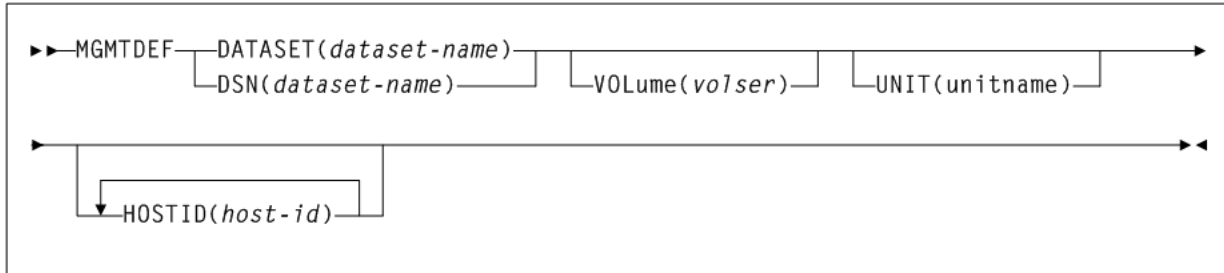 MGMTDEF DATASET(dataset-name)
DSN(dataset-name) VOLume(volser) UNIT(unitname)
HOSTID(host-id)